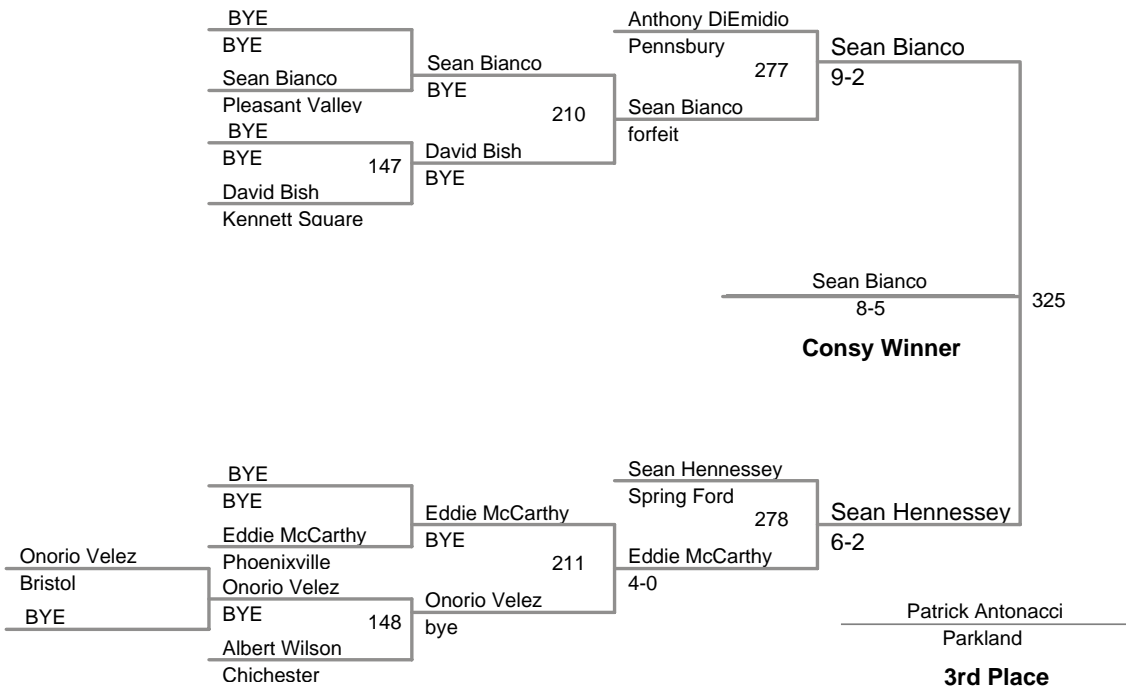 BYE
BYE
Sean Bianco
Pleasant Valley
BYE
BYE
147
David Bish
Kennett Square
Sean Bianco
BYE
210
David Bish
BYE
Anthony DiEmidio
Pennsbury
277
Sean Bianco
forfeit
Sean Bianco
9-2
Sean Bianco
8-5
325
Consy Winner
Onorio Velez
Bristol
BYE
BYE
BYE
Eddie McCarthy
Phoenixville
Onorio Velez
BYE
148
Albert Wilson
Chichester
Eddie McCarthy
BYE
211
Onorio Velez
bye
Sean Hennessey
Spring Ford
278
Eddie McCarthy
4-0
Sean Hennessey
6-2
Patrick Antonacci
Parkland
3rd Place